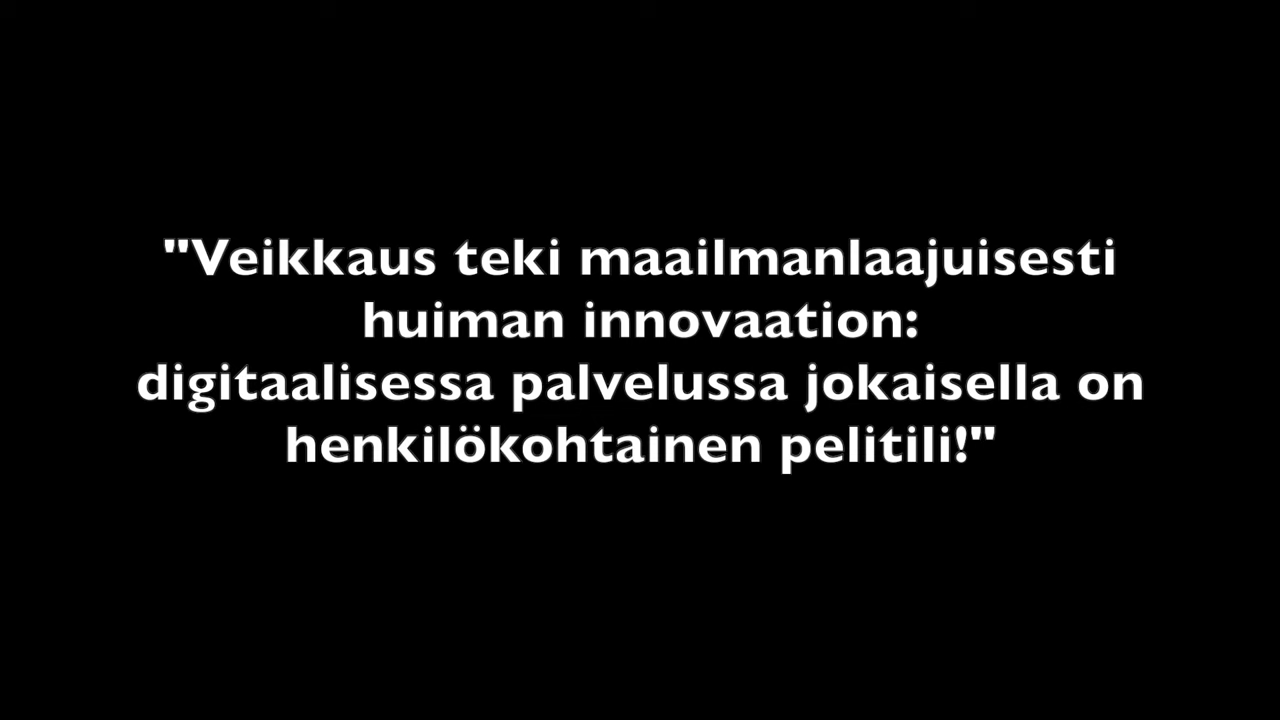 "Veikkaus teki maailmanlaajuisesti
huiman innovaation:
digitaalisessa palvelussa jokaisella on
henkilökohtainen pelitili!"